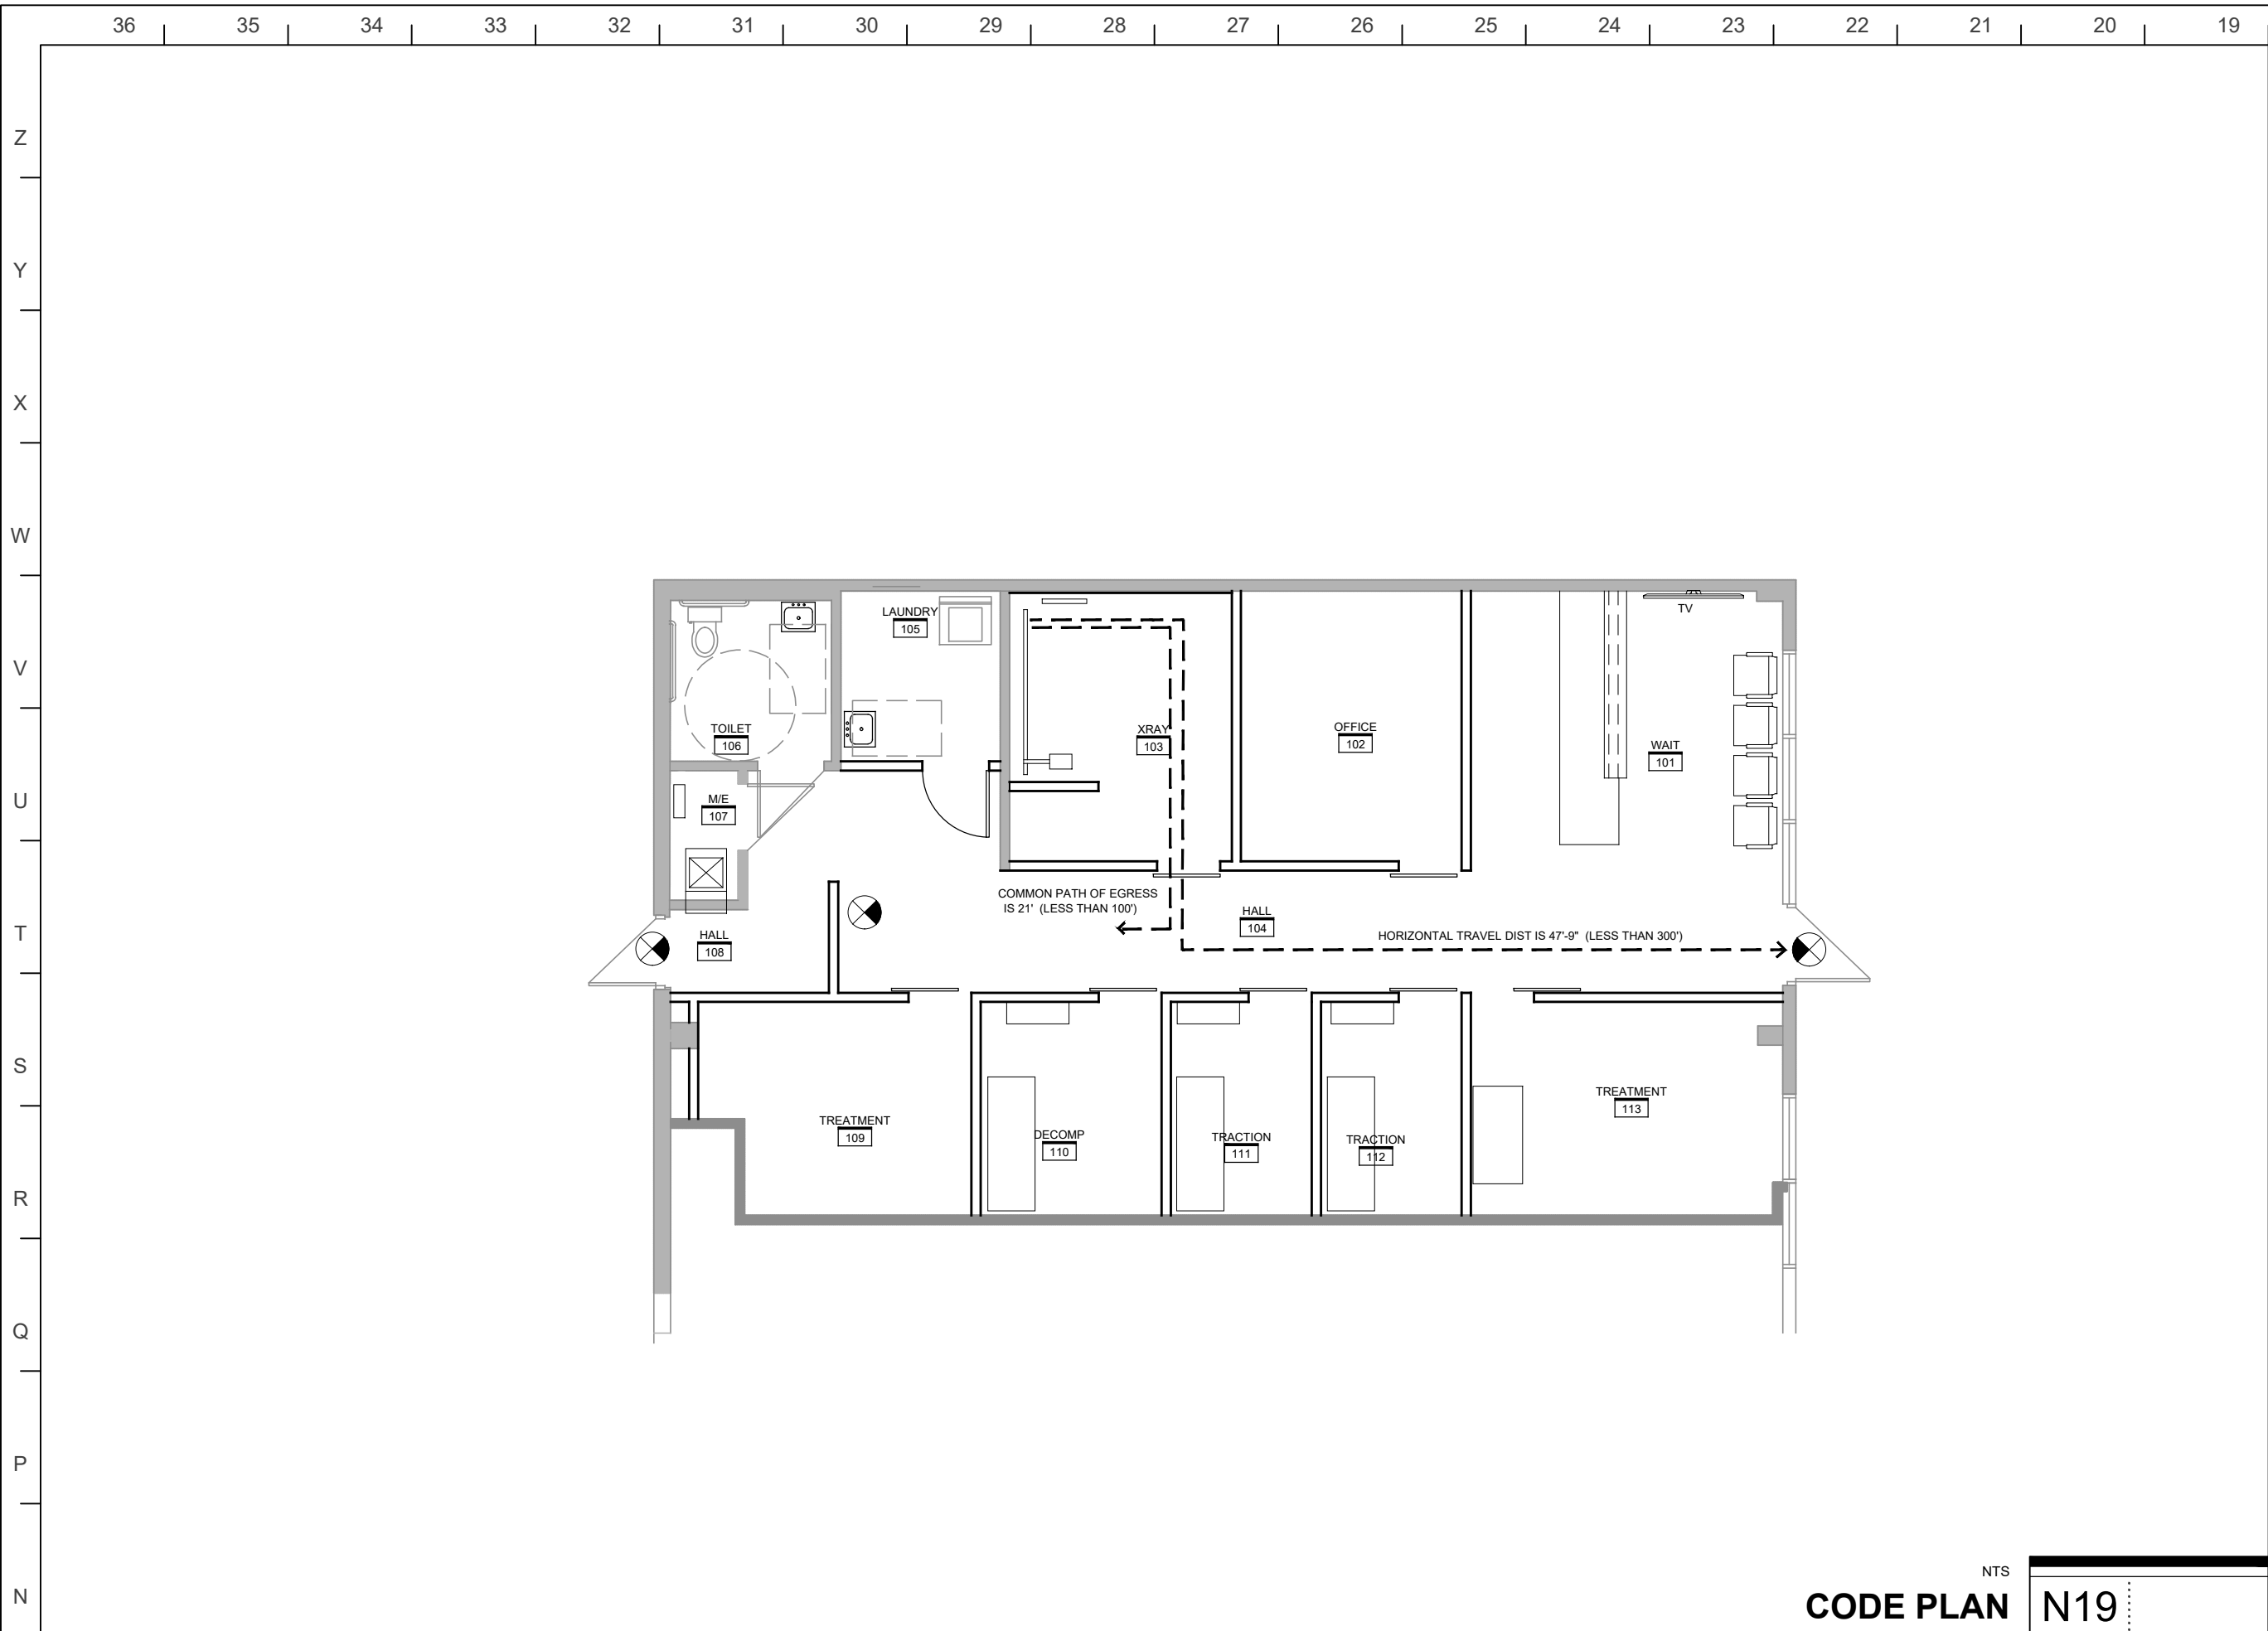 36 35 34 33 32 31 30 29 28 27 26 25 24 23 22 21 20 19
Z
Y
X
W
V
U
T
S
R
Q
P
N
TV
LAUNDRY
105
TOILET
106
XRAY
103
OFFICE
102
WAIT
101
M/E
107
COMMON PATH OF EGRESS
IS 21' (LESS THAN 100')
HALL
104
HALL
108
HORIZONTAL TRAVEL DIST IS 47'-9" (LESS THAN 300')
TREATMENT
109
DECOMP
110
TRACTION
111
TRACTION
112
TREATMENT
113
NTS
CODE PLAN
N19